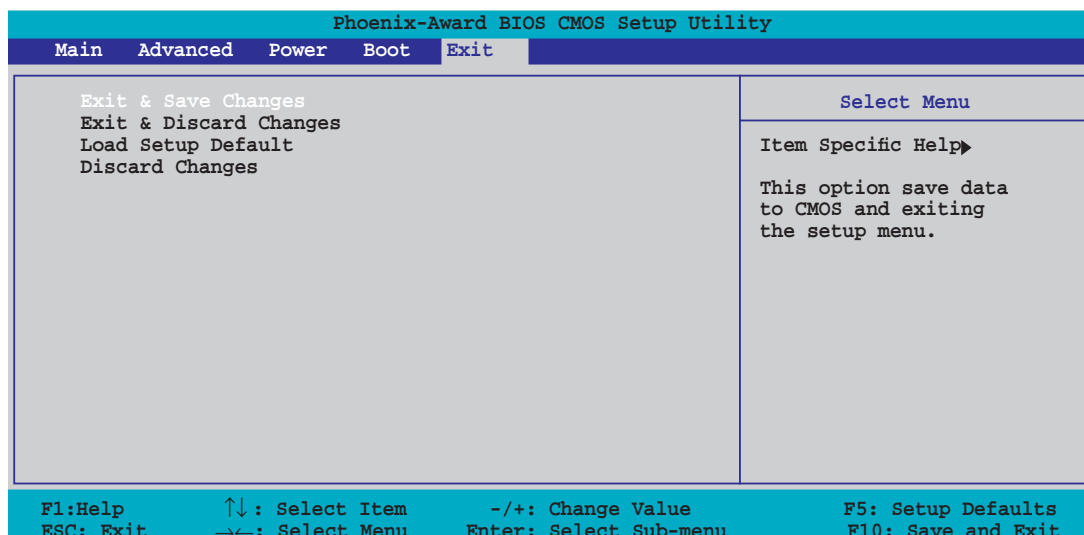 Phoenix-Award BIOS CMOS Setup Utility
Main Advanced Power Boot Exit
Exit & Save Changes
Exit & Discard Changes
Load Setup Default
Discard Changes
Select Menu
Item Specific Help▶
This option save data
to CMOS and exiting
the setup menu.
F1:Help ↑↓: Select Item -/+: Change Value F5: Setup Defaults
ESC: Exit →←: Select Menu Enter: Select Sub-menu F10: Save and Exit